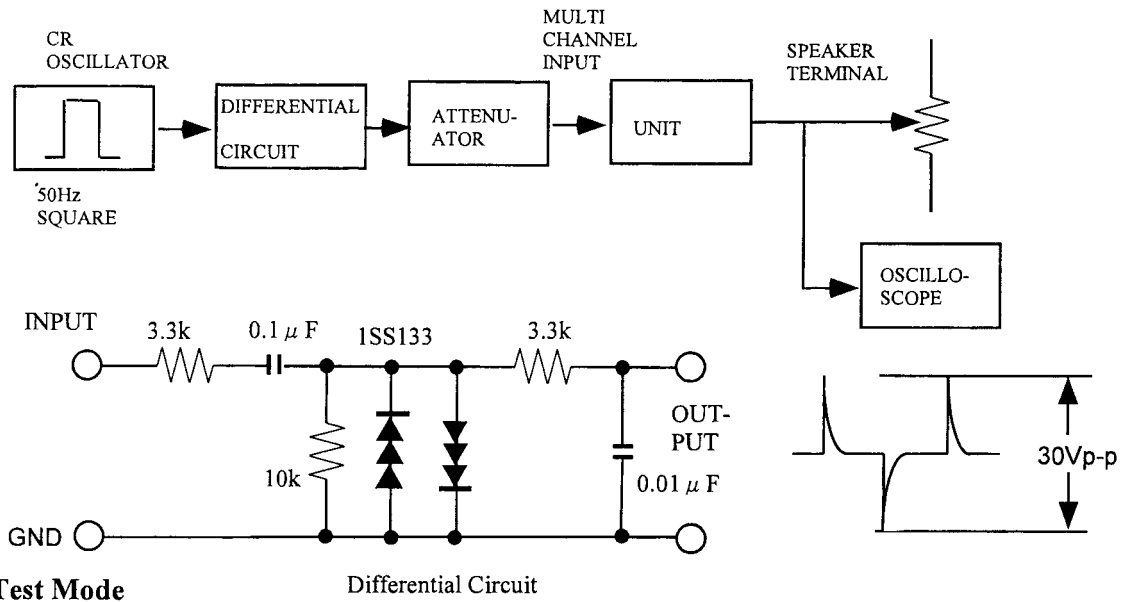 MULTI
CHANNEL
INPUT
CR
OSCILLATOR
SPEAKER
TERMINAL
DIFFERENTIAL
CIRCUIT
ATTENU-
ATOR
UNIT
50Hz
SQUARE
OSCILLO-
SCOPE
INPUT
3.3k
0.1 μ F
1SS133
3.3k
OUT-
PUT
10k
0.01 μ F
30Vp-p
GND
Test Mode
Differential Circuit